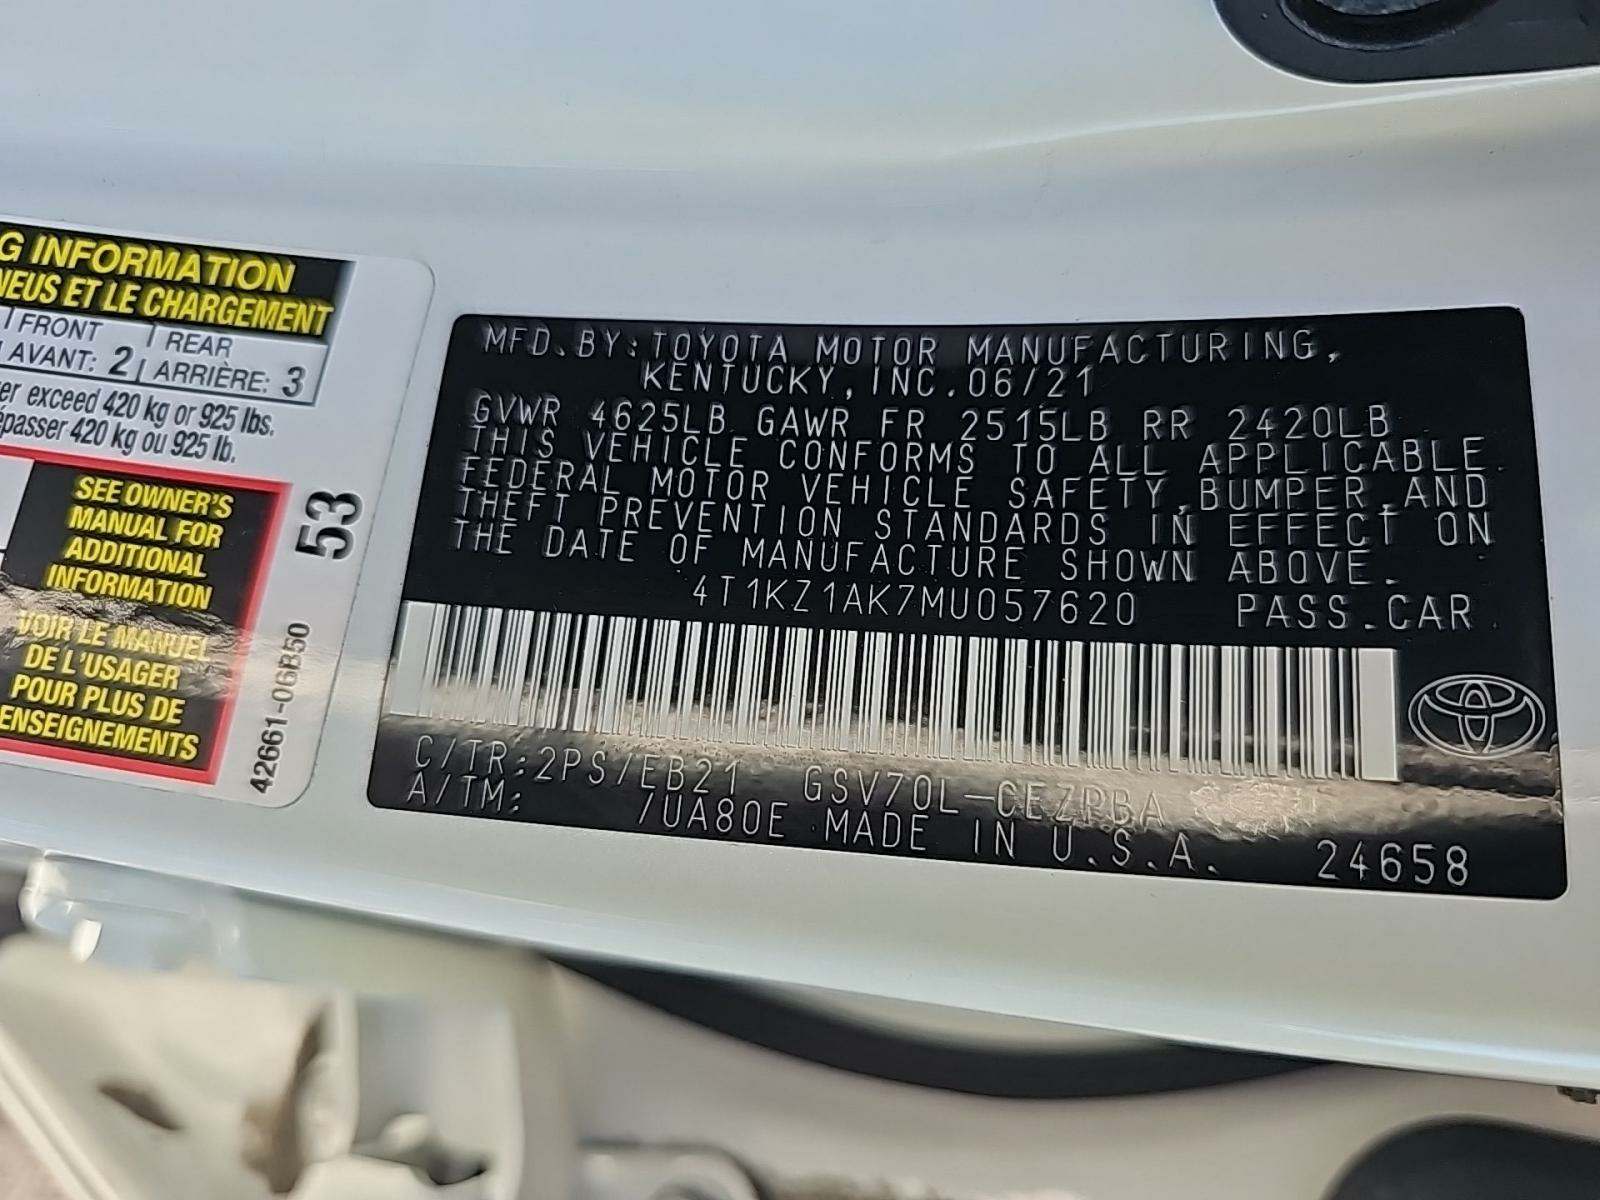 G INFORMATION
NEUS ET LE CHARGEMENT
FRONT REAR
AVANT: 2 ARRIÈRE: 3
er exceed 420 kg or 925 lbs.
épasser 420 kg ou 925 lb.
SEE OWNER'S
MANUAL FOR
ADDITIONAL
INFORMATION
VOIR LE MANUEL
DE L'USAGER
POUR PLUS DE
ENSEIGNEMENTS
53
42661-06B50
MFD. BY: TOYOTA MOTOR MANUFACTURING,
KENTUCKY, INC. 06/21
GVWR 4625LB GAWR FR 2515LB RR 2420LB
THIS VEHICLE CONFORMS TO ALL APPLICABLE
FEDERAL MOTOR VEHICLE SAFETY, BUMPER, AND
THEFT PREVENTION STANDARDS IN EFFECT ON
THE DATE OF MANUFACTURE SHOWN ABOVE.
4T1KZ1AK7MU057620 PASS. CAR
C/TR: 2PS/EB21 GSV70L-CEZPBA
A/TM: /UA80E MADE IN U.S.A. 24658